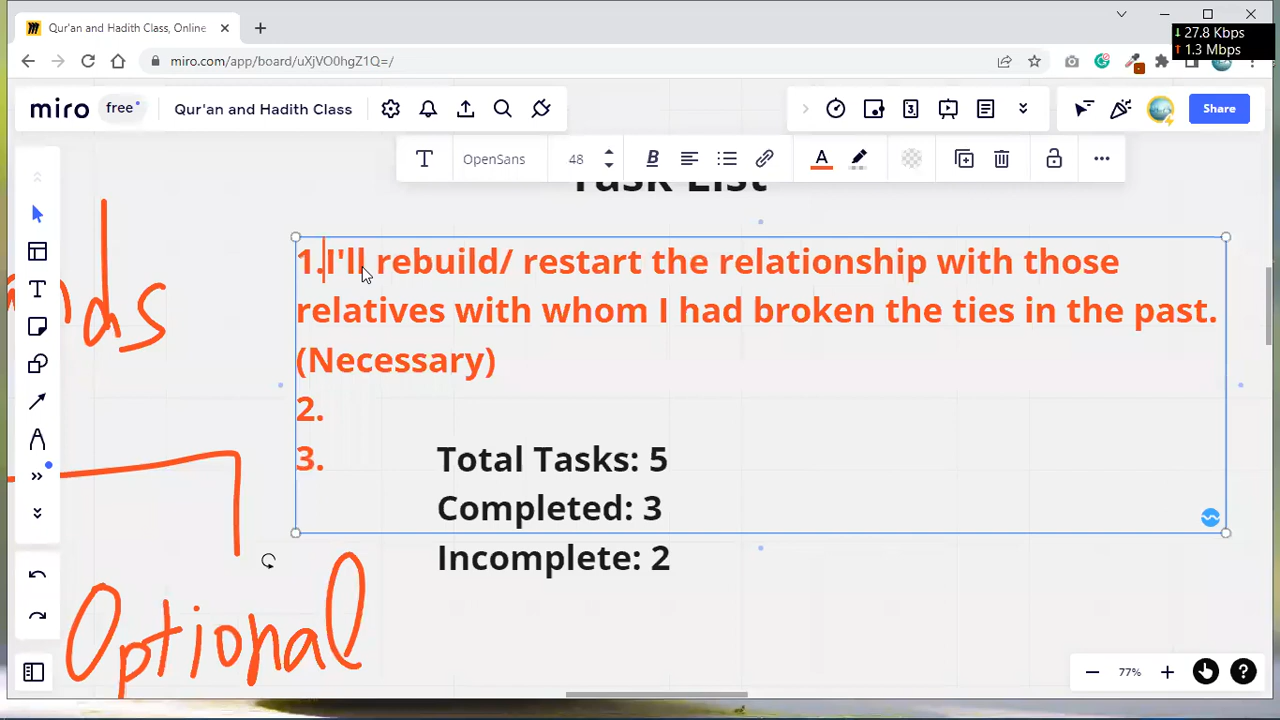 Qur'an and Hadith Class, Online
↓ 27.8 Kbps
↑ 1.3 Mbps
miro.com/app/board/uXjVO0hgZ1Q=/
miro free Qur'an and Hadith Class
Share
OpenSans 48
Task List
1.I'll rebuild/ restart the relationship with those
relatives with whom I had broken the ties in the past.
(Necessary)
2.
3.
Total Tasks: 5
Completed: 3
Incomplete: 2
Optional
77%